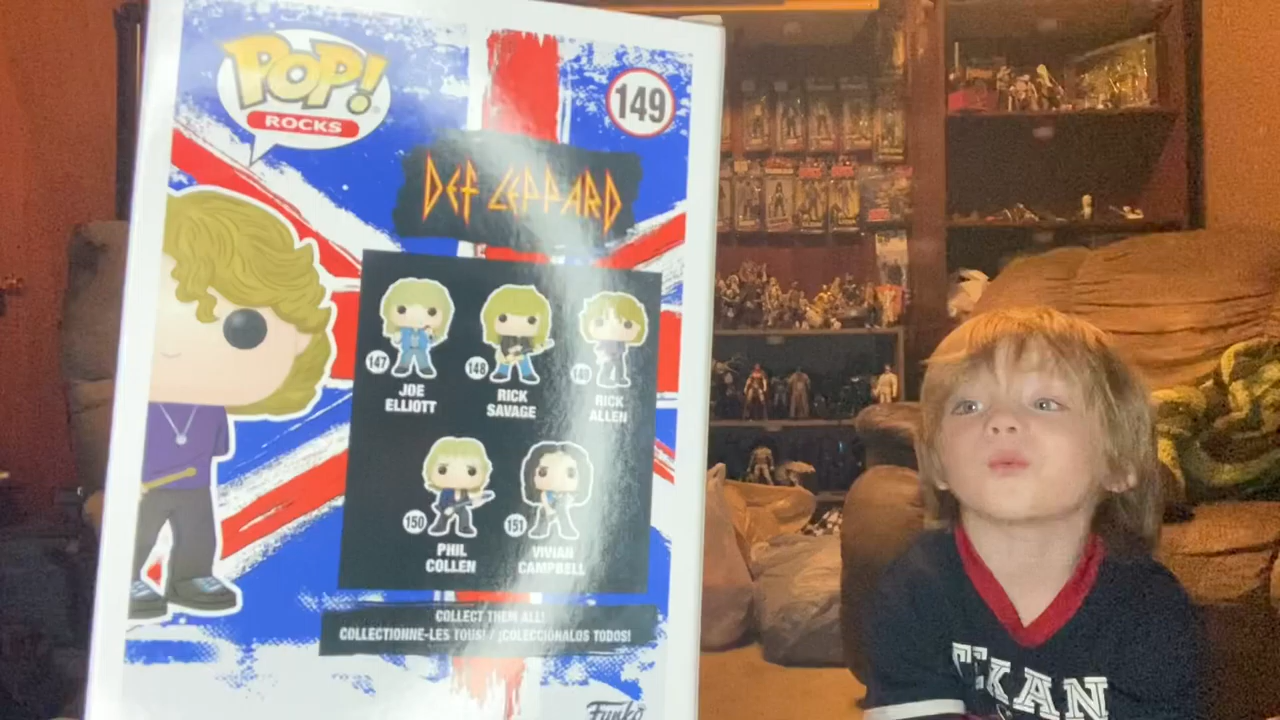 POP!
ROCKS
149
DEF LEPPARD
147
148
149
JOE
ELLIOTT
RICK
SAVAGE
RICK
ALLEN
150
151
PHIL
COLLEN
VIVIAN
CAMPBELL
COLLECT THEM ALL!
COLLECTIONNE-LES TOUS! / ¡COLECCIÓNALOS TODOS!
Funko
TEXAN